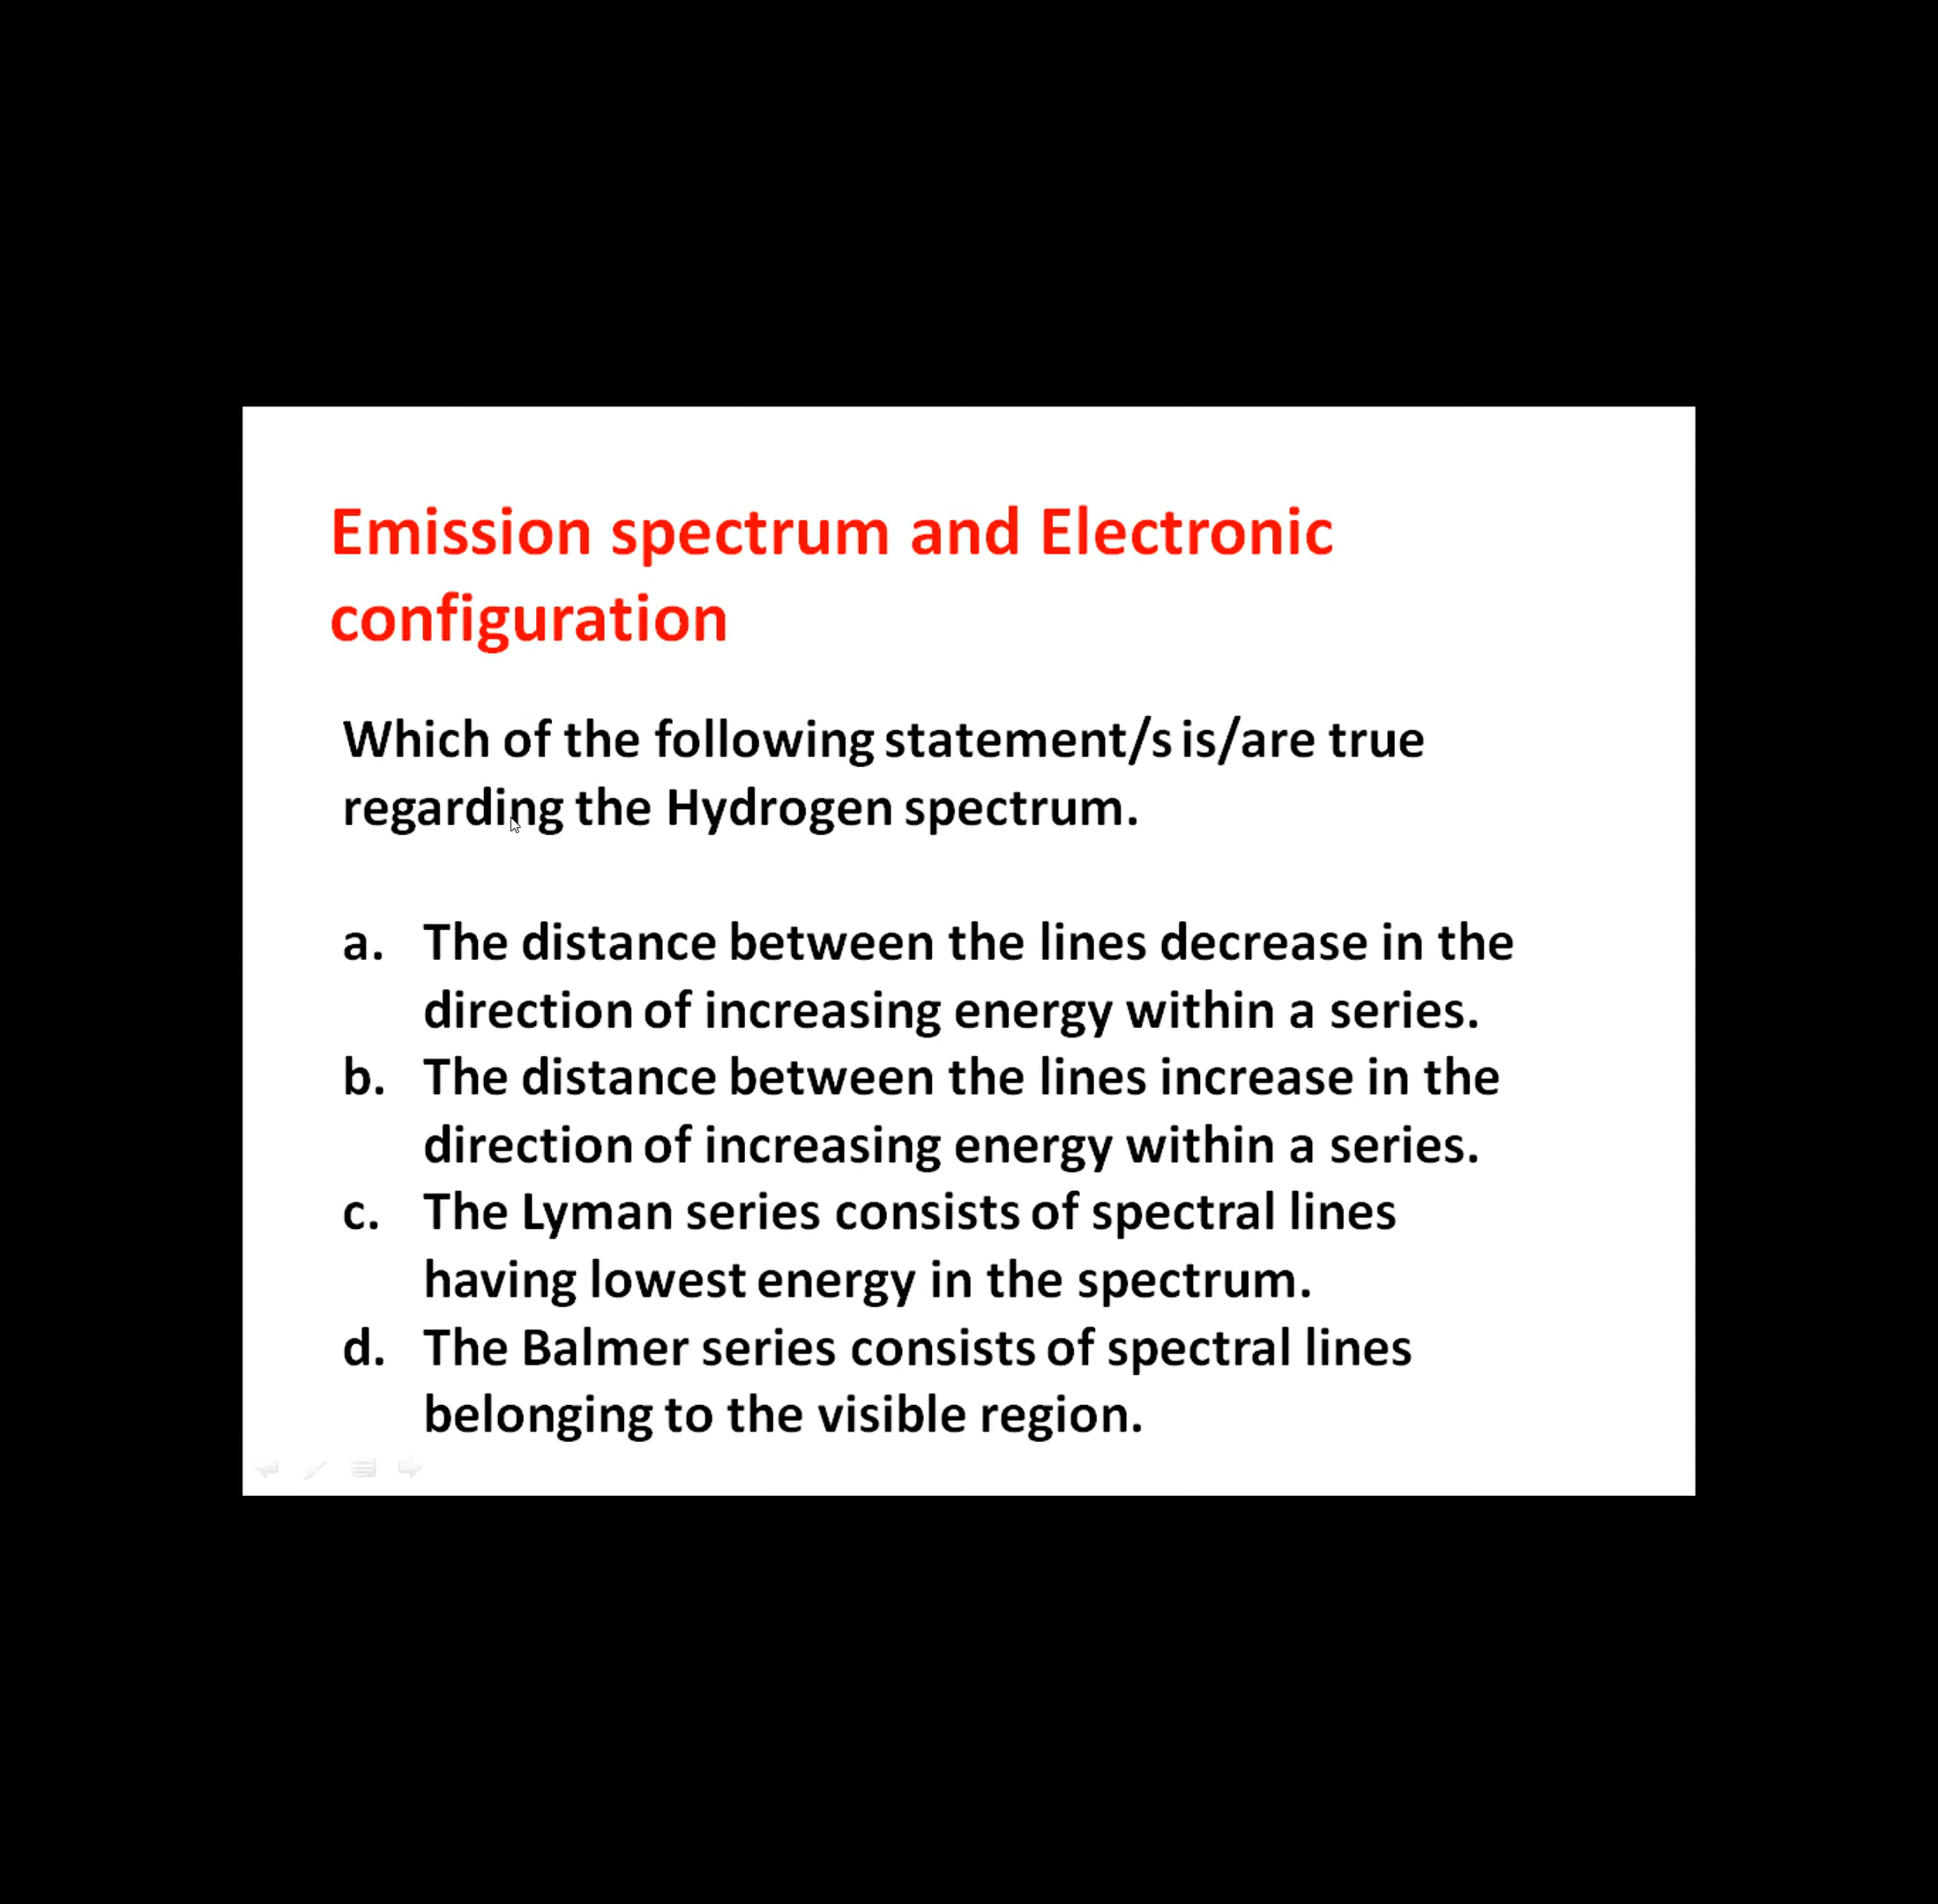 Emission spectrum and Electronic
configuration
Which of the following statement/s is/are true
regarding the Hydrogen spectrum.
a. The distance between the lines decrease in the
direction of increasing energy within a series.
b. The distance between the lines increase in the
direction of increasing energy within a series.
c. The Lyman series consists of spectral lines
having lowest energy in the spectrum.
d. The Balmer series consists of spectral lines
belonging to the visible region.